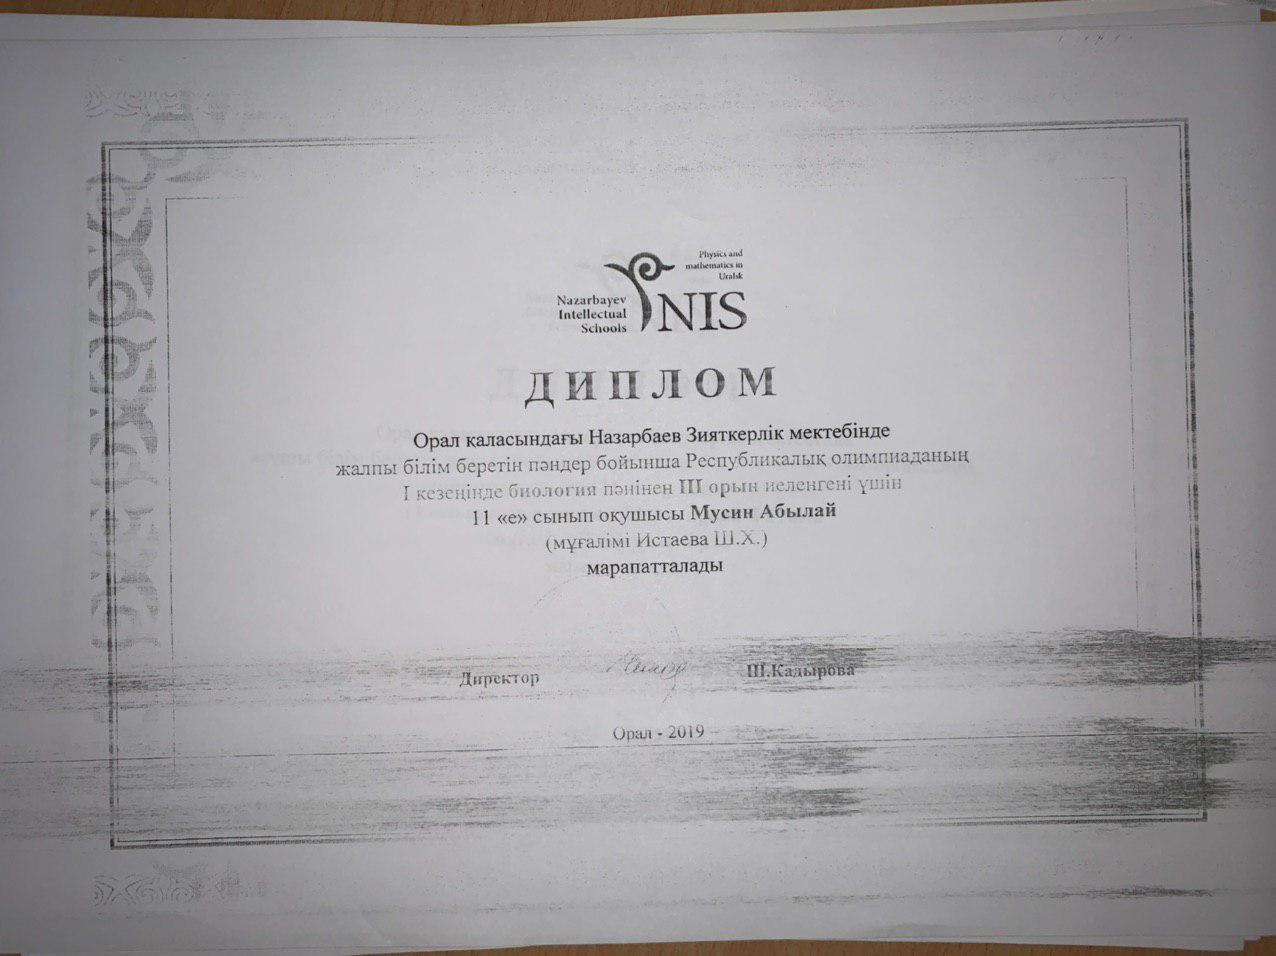 Physics and
mathematics in
Uralsk
Nazarbayev
Intellectual
Schools
NIS
ДИПЛОМ
Орал қаласындағы Назарбаев Зияткерлік мектебінде
жалпы білім беретін пәндер бойынша Республикалық олимпиаданың
І кезеңінде биология пәнінен ІІІ орын иеленгені үшін
11 «е» сынып оқушысы Мусин Абылай
(мұғалімі Истаева Ш.Х.)
марапатталады
Директор Ш.Кадырова
Орал - 2019